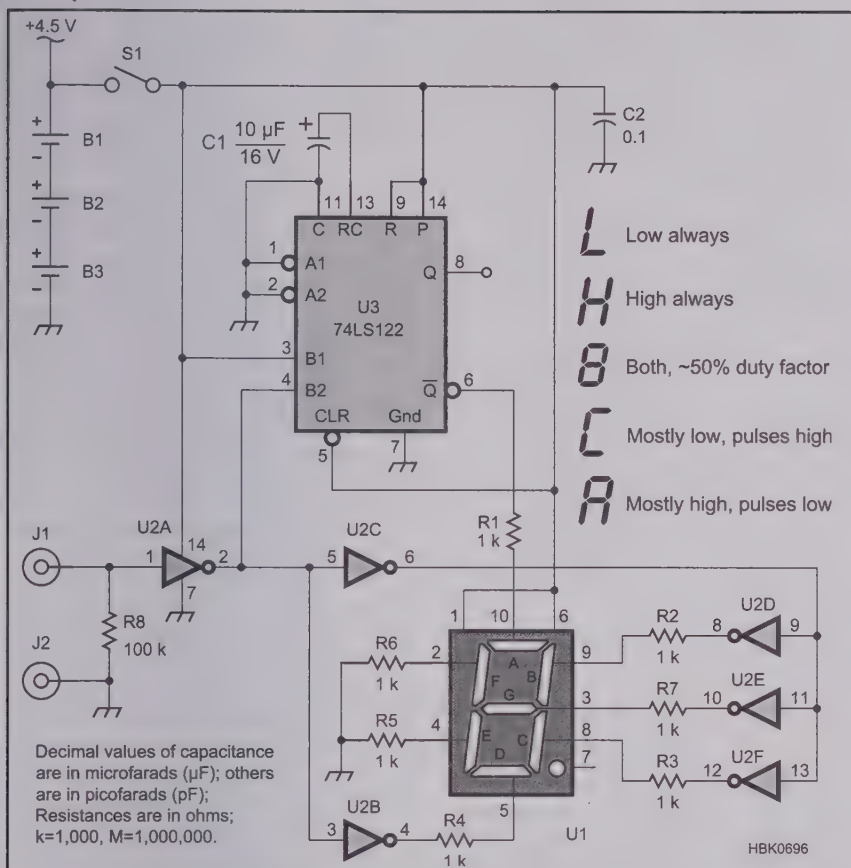 +4.5 V
S1
B1
B2
B3
C1 10 µF
16 V
C2
0.1
11 13 9 14
C RC R P
1 A1
2 A2
Q 8
U3
74LS122
3 B1
4 B2
Q 6
CLR Gnd
5 7
L Low always
H High always
8 Both, ~50% duty factor
C Mostly low, pulses high
A Mostly high, pulses low
J1
U2A
1 14 2
7
R8
100 k
J2
U2C
5 6
R1
1 k
1 10 6
R6
1 k
2
R5
1 k
4
A
F B
G
E C
D
9 R2
1 k
8 U2D 9
3 R7
1 k
10 U2E 11
8 R3
1 k
12 U2F 13
7
5
U1
U2B
3 4 R4
1 k
Decimal values of capacitance
are in microfarads (µF); others
are in picofarads (pF);
Resistances are in ohms;
k=1,000, M=1,000,000.
HBK0696